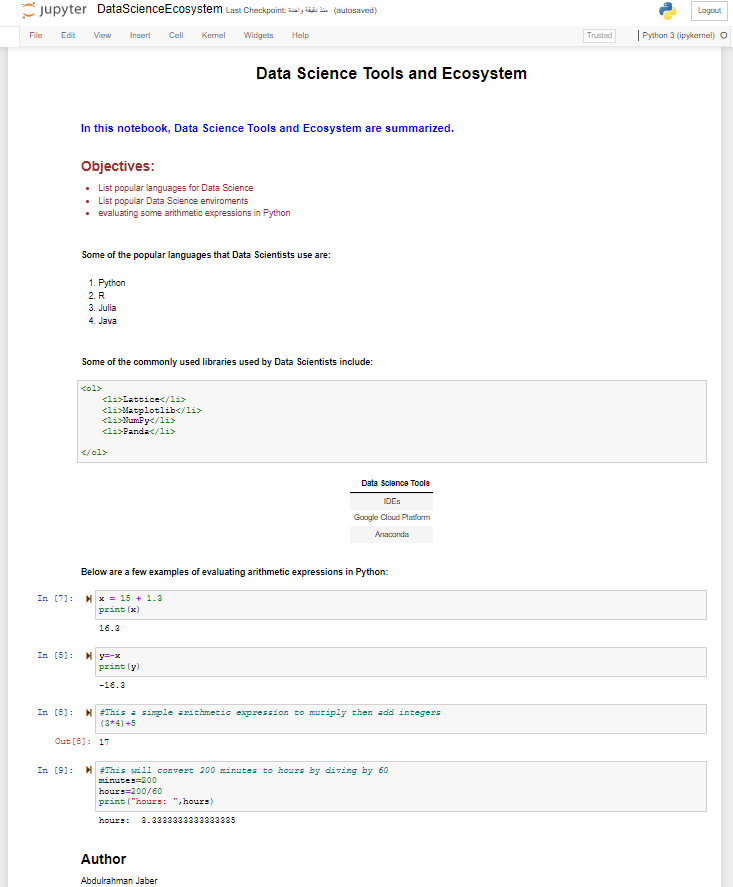 jupyter DataScienceEcosystem Last Checkpoint: منذ دقيقة واحدة (autosaved) Logout
File Edit View Insert Cell Kernel Widgets Help Trusted Python 3 (ipykernel)
Data Science Tools and Ecosystem
In this notebook, Data Science Tools and Ecosystem are summarized.
Objectives:
• List popular languages for Data Science
• List popular Data Science enviroments
• evaluating some arithmetic expressions in Python
Some of the popular languages that Data Scientists use are:
1. Python
2. R
3. Julia
4. Java
Some of the commonly used libraries used by Data Scientists include:
<ol>
<li>Lattice</li>
<li>Matplotlib</li>
<li>NumPy</li>
<li>Panda</li>
</ol>
Data Science Tools
IDEs
Google Cloud Platform
Anaconda
Below are a few examples of evaluating arithmetic expressions in Python:
In [7]: x = 15 + 1.3
print(x)
16.3
In [5]: y=-x
print(y)
-16.3
In [8]: #This a simple arithmetic expression to mutiply then add integers
(3*4)+5
Out[8]: 17
In [9]: #This will convert 200 minutes to hours by diving by 60
minutes=200
hours=200/60
print("hours: ",hours)
hours:  3.3333333333333335
Author
Abdulrahman Jaber